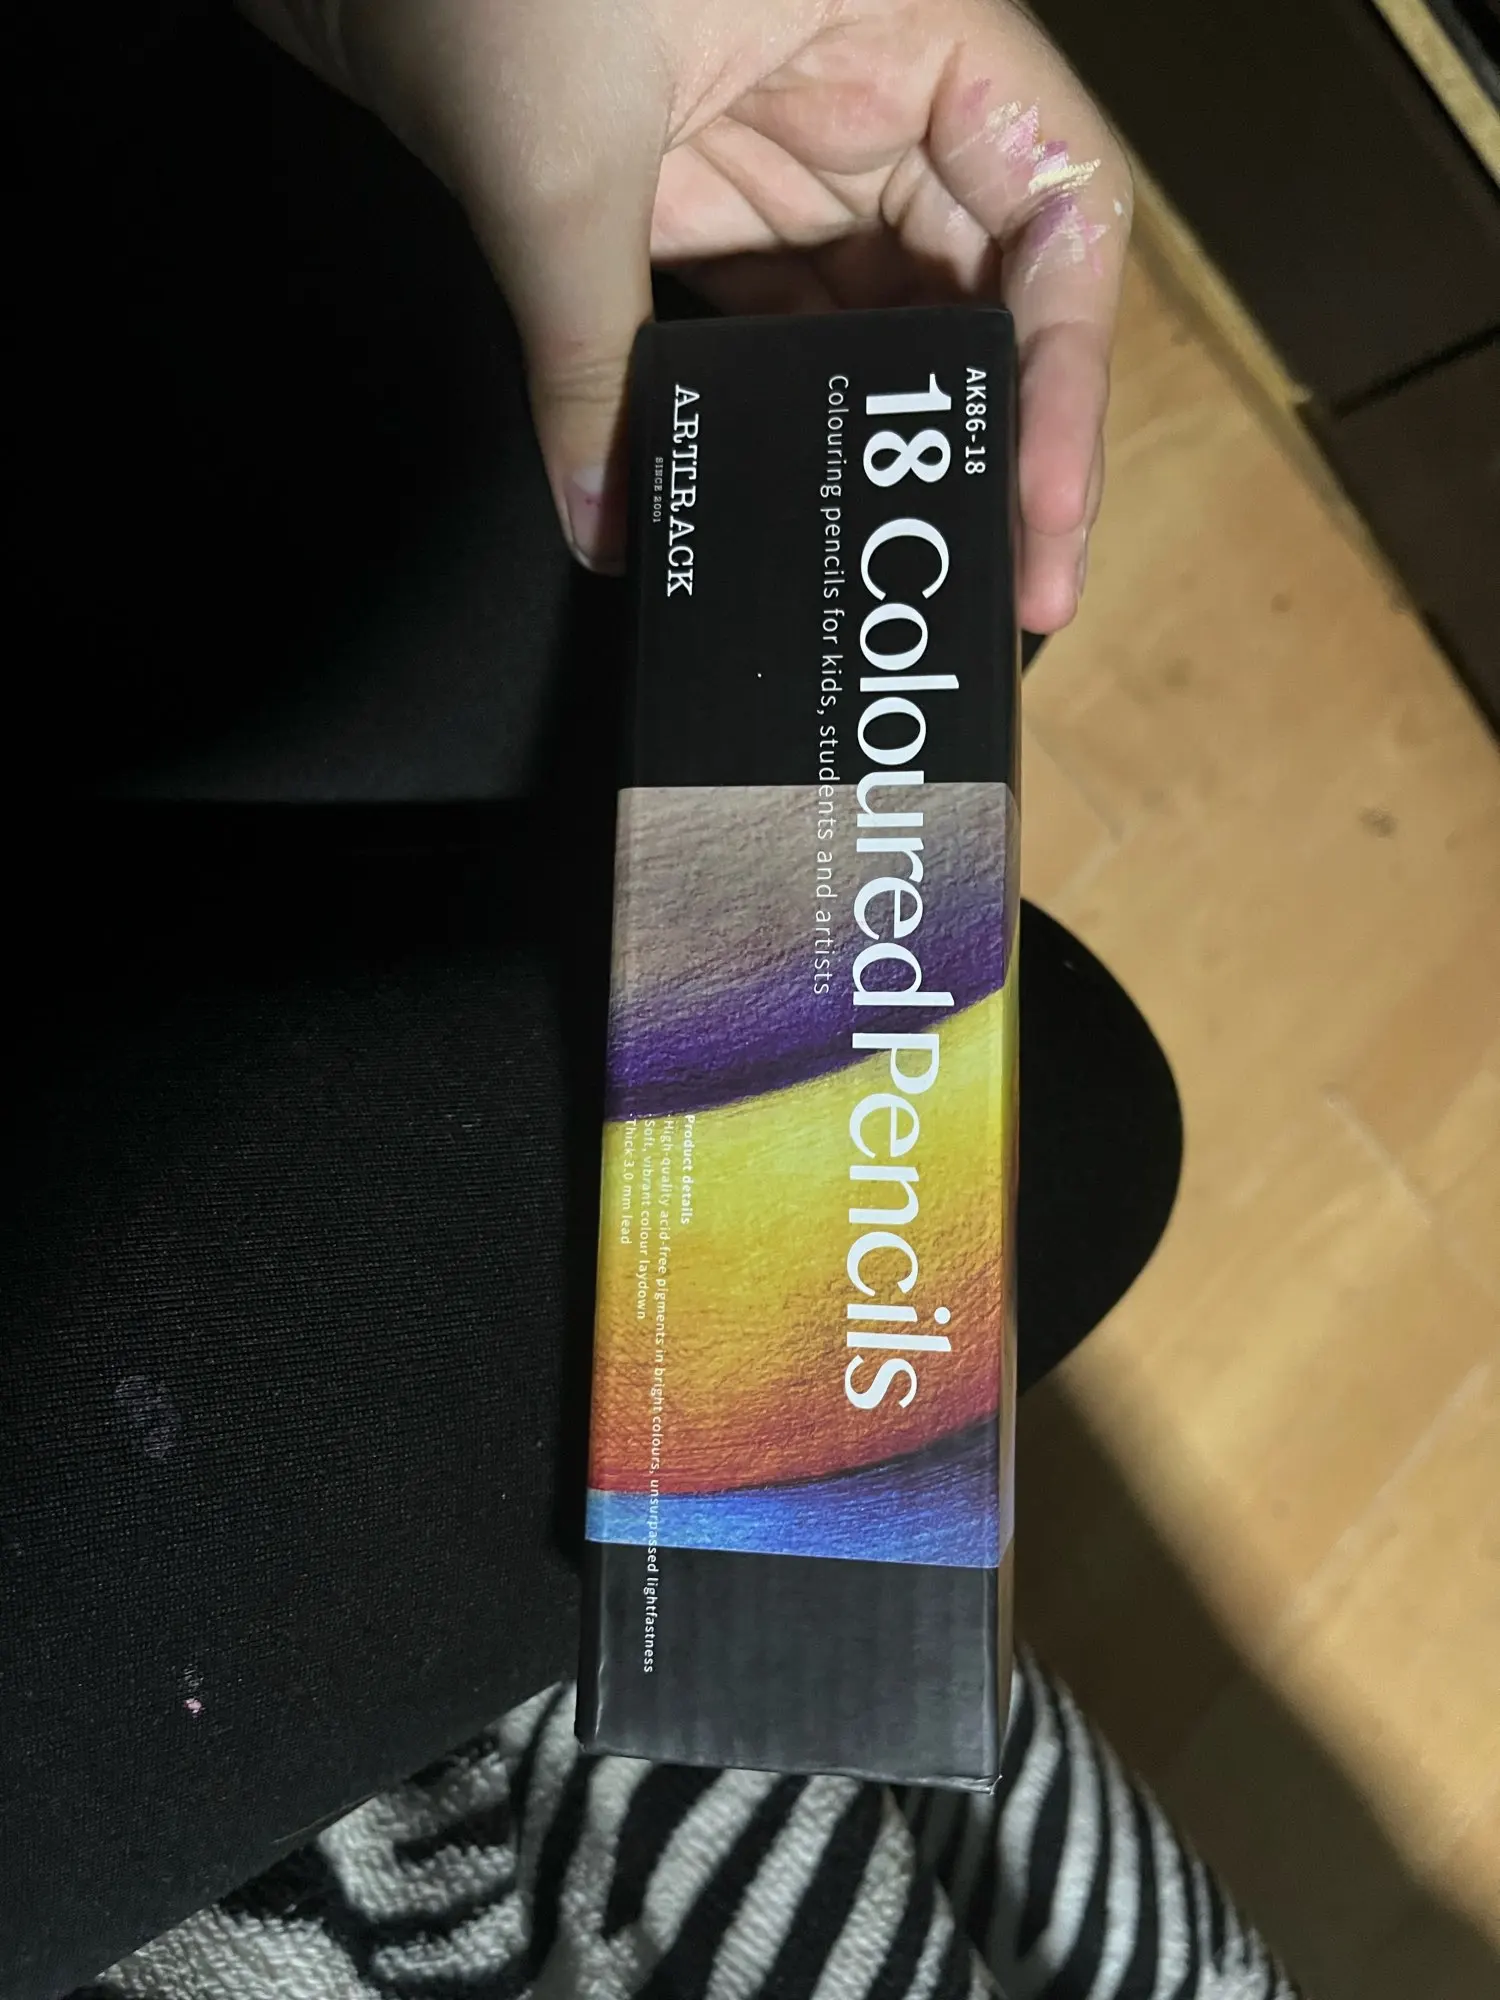 AK86-18
18 Coloured Pencils
Colouring pencils for kids, students and artists
ARTTRACK
SINCE 2001
Product details
·High-quality acid-free pigments in bright colours, unsurpassed lightfastness
·Soft, vibrant colour laydown
·Thick 3.0 mm lead